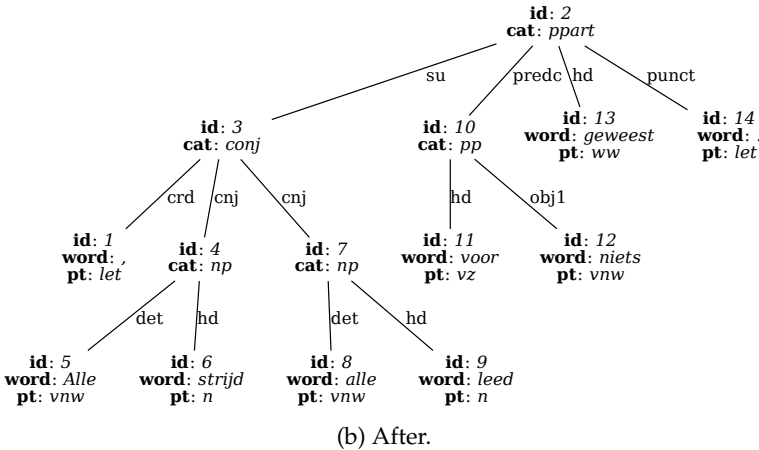 id: 2
cat: ppart
su
predc
hd
punct
id: 3
cat: conj
id: 10
cat: pp
id: 13
word: geweest
pt: ww
id: 14
word: .
pt: let
crd
cnj
cnj
hd
obj1
id: 1
word: ,
pt: let
id: 4
cat: np
id: 7
cat: np
id: 11
word: voor
pt: vz
id: 12
word: niets
pt: vnw
det
hd
det
hd
id: 5
word: Alle
pt: vnw
id: 6
word: strijd
pt: n
id: 8
word: alle
pt: vnw
id: 9
word: leed
pt: n
(b) After.